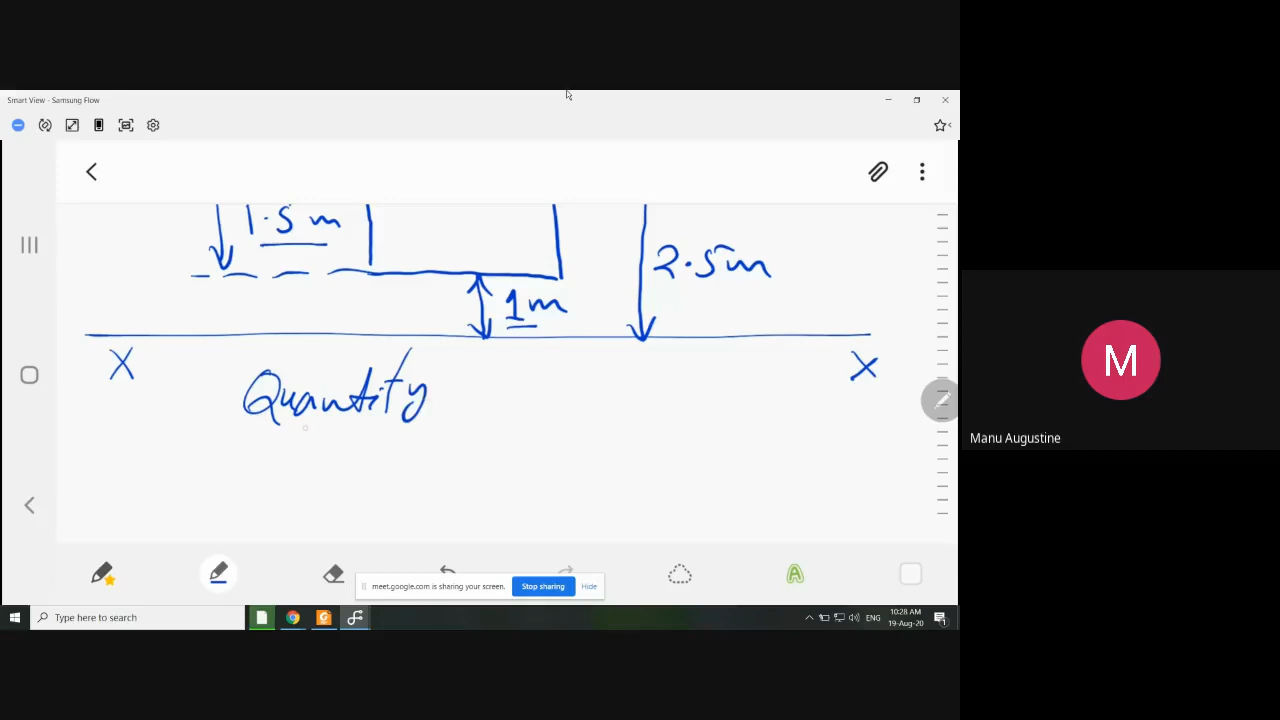 Smart View - Samsung Flow
1.5 m
2.5m
1m
X
X
Quantity
M
Manu Augustine
A
meet.google.com is sharing your screen.
Stop sharing
Hide
Type here to search
ENG
10:28 AM
19-Aug-20
1